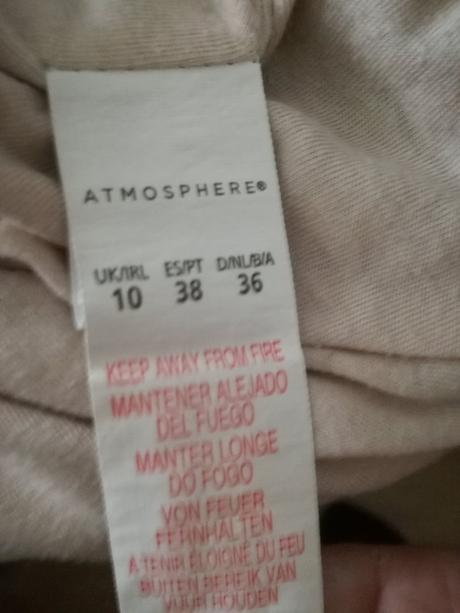 ATMOSPHERE®
UK/IRL ES/PT D/NL/B/A
10 38 36
KEEP AWAY FROM FIRE
MANTENER ALEJADO
DEL FUEGO
MANTER LONGE
DO FOGO
VON FEUER
FERNHALTEN
A TENIR ÉLOIGNÉ DU FEU
BUITEN BEREIK VAN
VUUR HOUDEN